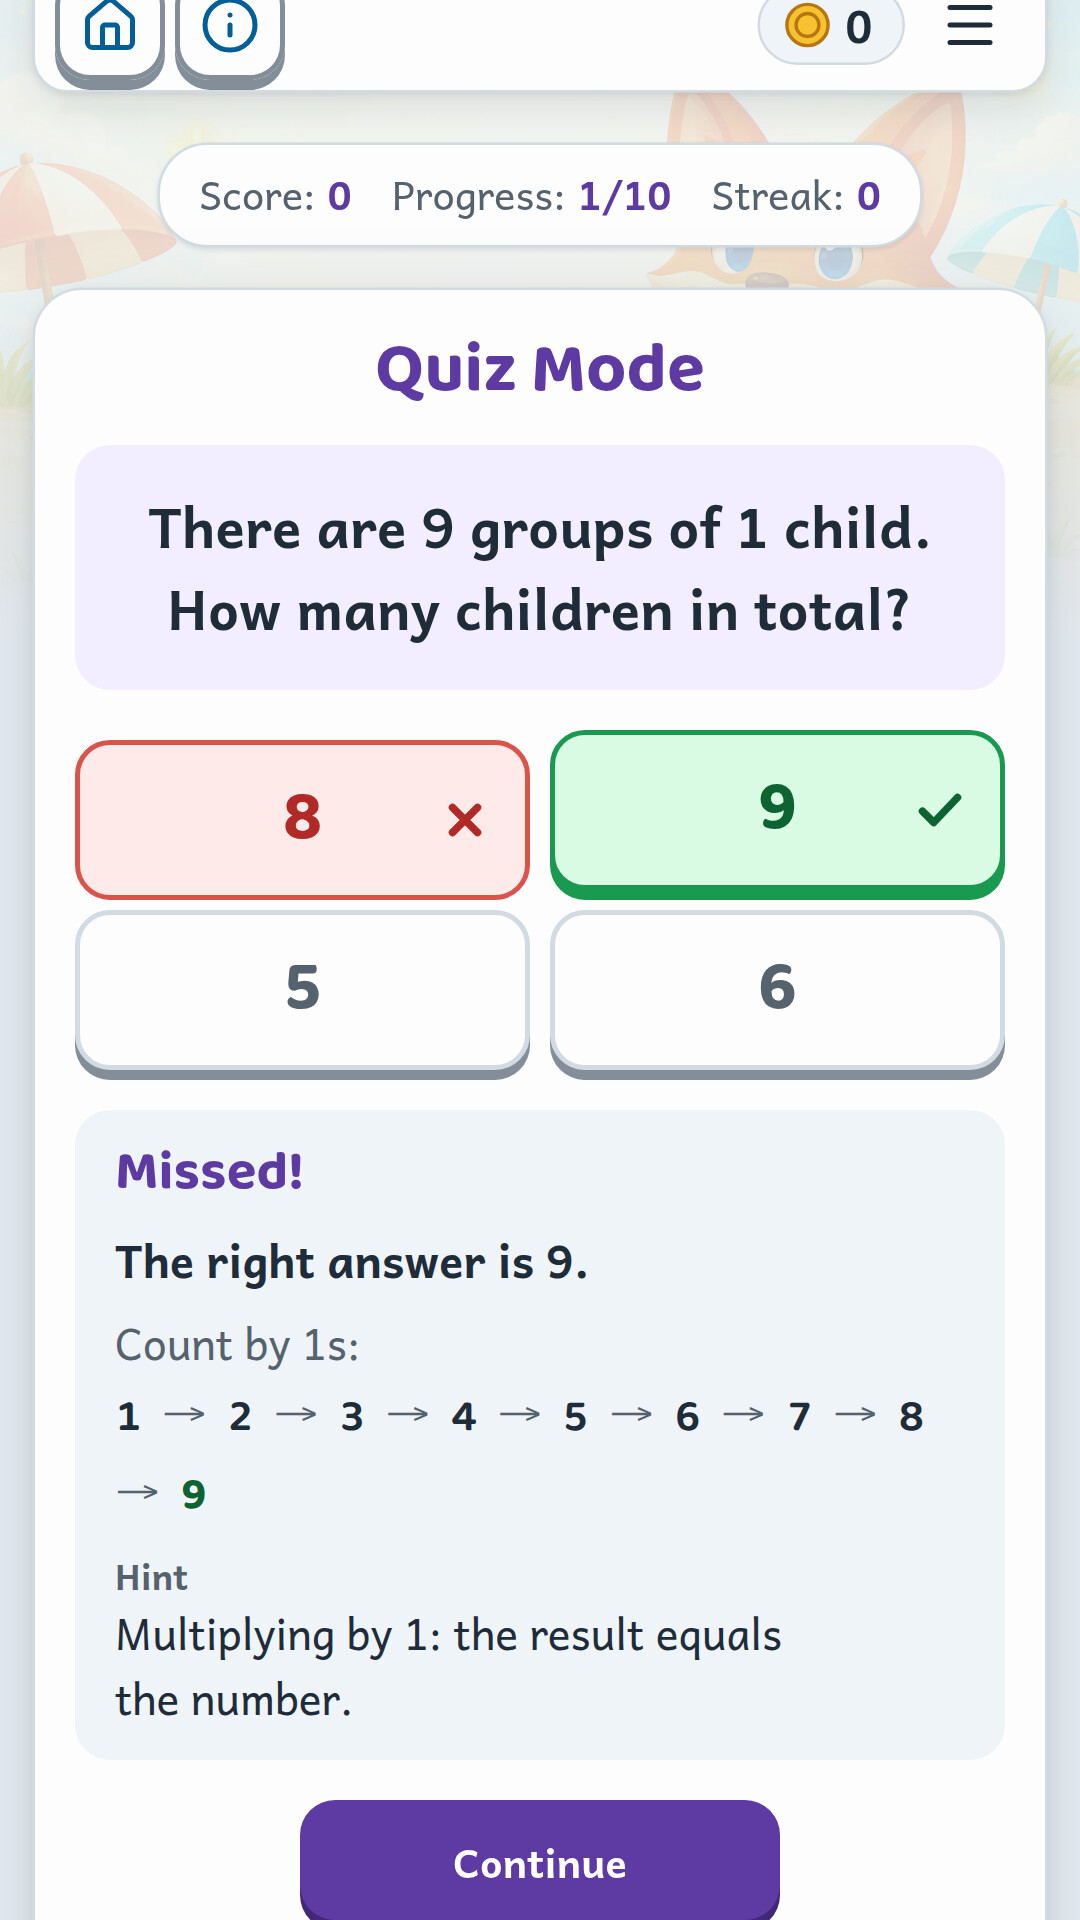 0
Score: 0 Progress: 1/10 Streak: 0
Quiz Mode
There are 9 groups of 1 child.
How many children in total?
8
9
5
6
Missed!
The right answer is 9.
Count by 1s:
1 → 2 → 3 → 4 → 5 → 6 → 7 → 8
→ 9
Hint
Multiplying by 1: the result equals
the number.
Continue